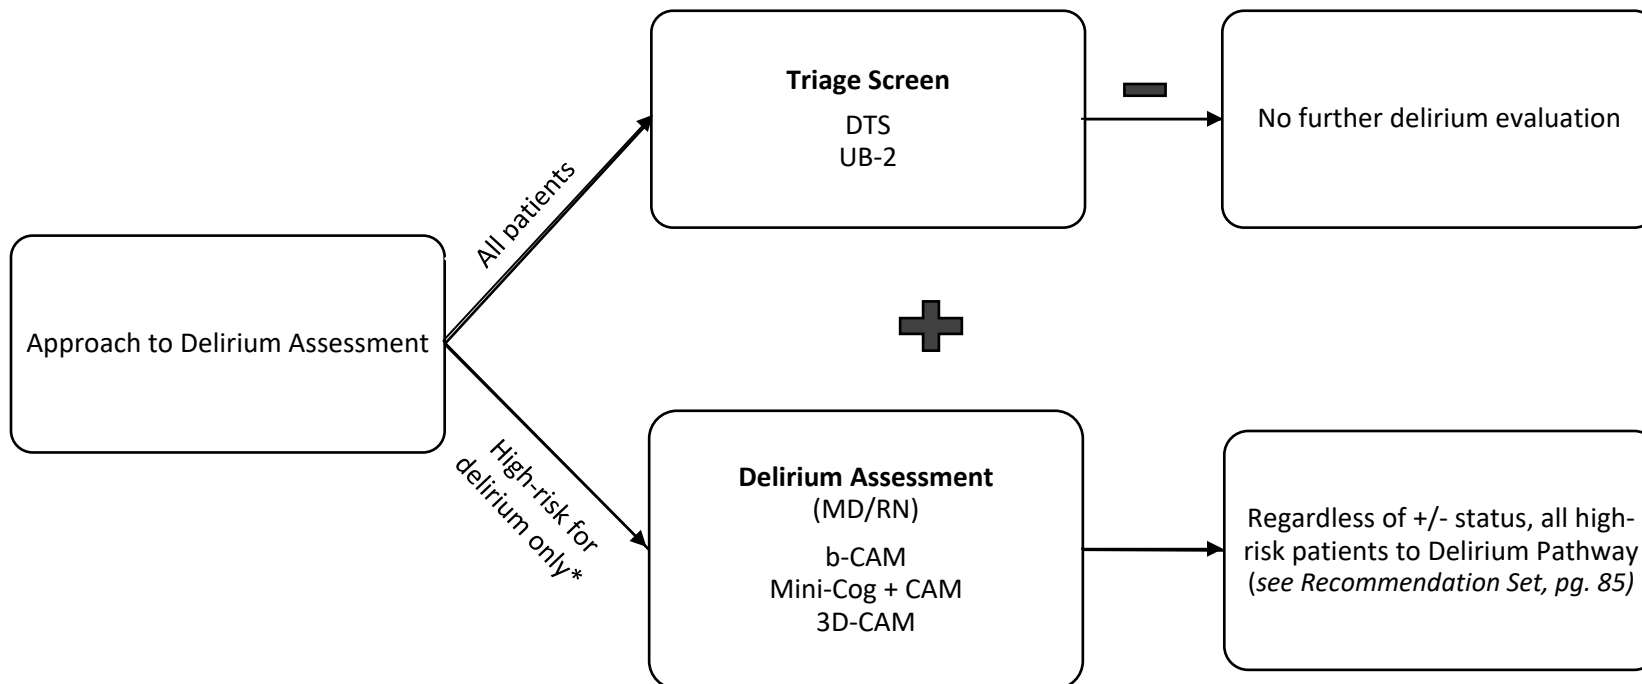 Approach to Delirium Assessment
All patients
High-risk for
delirium only*
Triage Screen
DTS
UB-2
No further delirium evaluation
Delirium Assessment
(MD/RN)
b-CAM
Mini-Cog + CAM
3D-CAM
Regardless of +/- status, all high-
risk patients to Delirium Pathway
(see Recommendation Set, pg. 85)